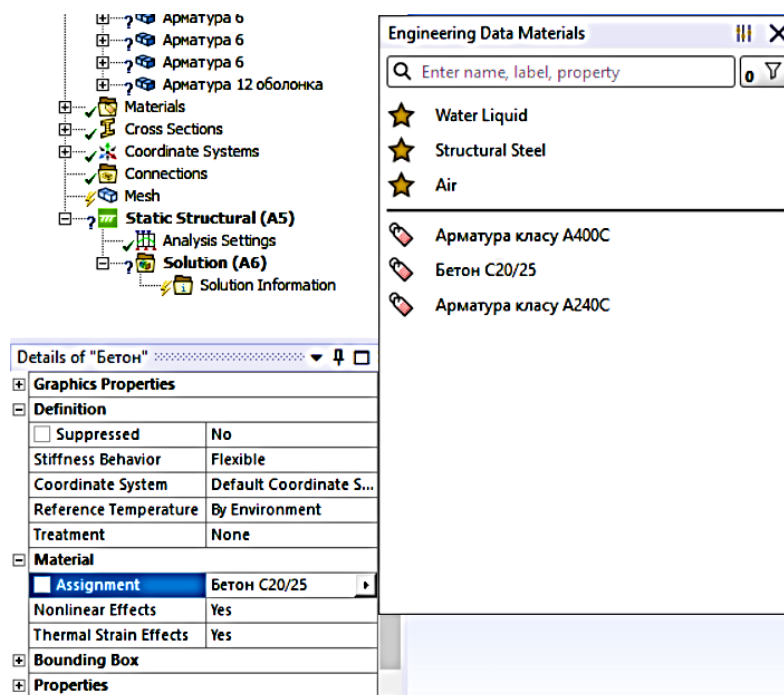 Арматура 6
Арматура 6
Арматура 6
Арматура 12 оболонка
Materials
Cross Sections
Coordinate Systems
Connections
Mesh
Static Structural (A5)
Analysis Settings
Solution (A6)
Solution Information
Engineering Data Materials
Enter name, label, property
0
Water Liquid
Structural Steel
Air
Арматура класу А400С
Бетон С20/25
Арматура класу А240С
Details of "Бетон"
Graphics Properties
Definition
Suppressed No
Stiffness Behavior Flexible
Coordinate System Default Coordinate S...
Reference Temperature By Environment
Treatment None
Material
Assignment Бетон С20/25
Nonlinear Effects Yes
Thermal Strain Effects Yes
Bounding Box
Properties